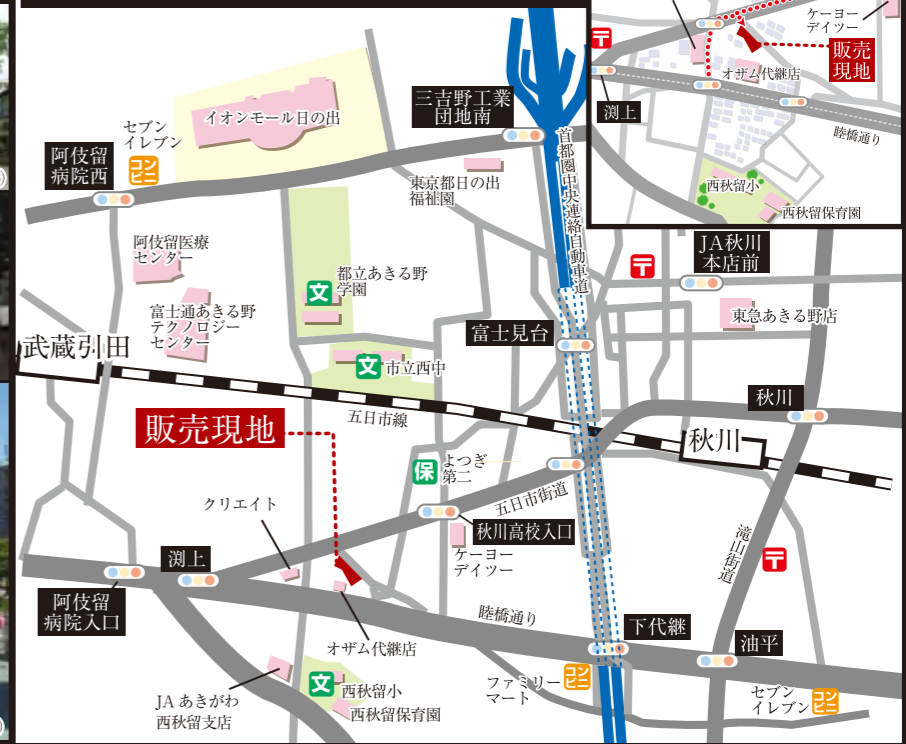 ケーヨー
デイツー
販売
現地
オザム代継店
渕上
睦橋通り
西秋留小
西秋留保育園
三吉野工業
団地南
イオンモール日の出
セブン
イレブン
コン
ビニ
阿伎留
病院西
首都圏中央連絡自動車道
東京都日の出
福祉園
阿伎留医療
センター
都立あきる野
学園
文
JA秋川
本店前
富士通あきる野
テクノロジー
センター
東急あきる野店
富士見台
武蔵引田
市立西中
文
秋川
五日市線
販売現地
秋川
よつぎ
第二
保
五日市街道
クリエイト
秋川高校入口
ケーヨー
デイツー
滝山街道
渕上
阿伎留
病院入口
睦橋通り
下代継
油平
オザム代継店
ファミリー
マート
コン
ビニ
文
西秋留小
西秋留保育園
JA あきがわ
西秋留支店
セブン
イレブン
コン
ビニ